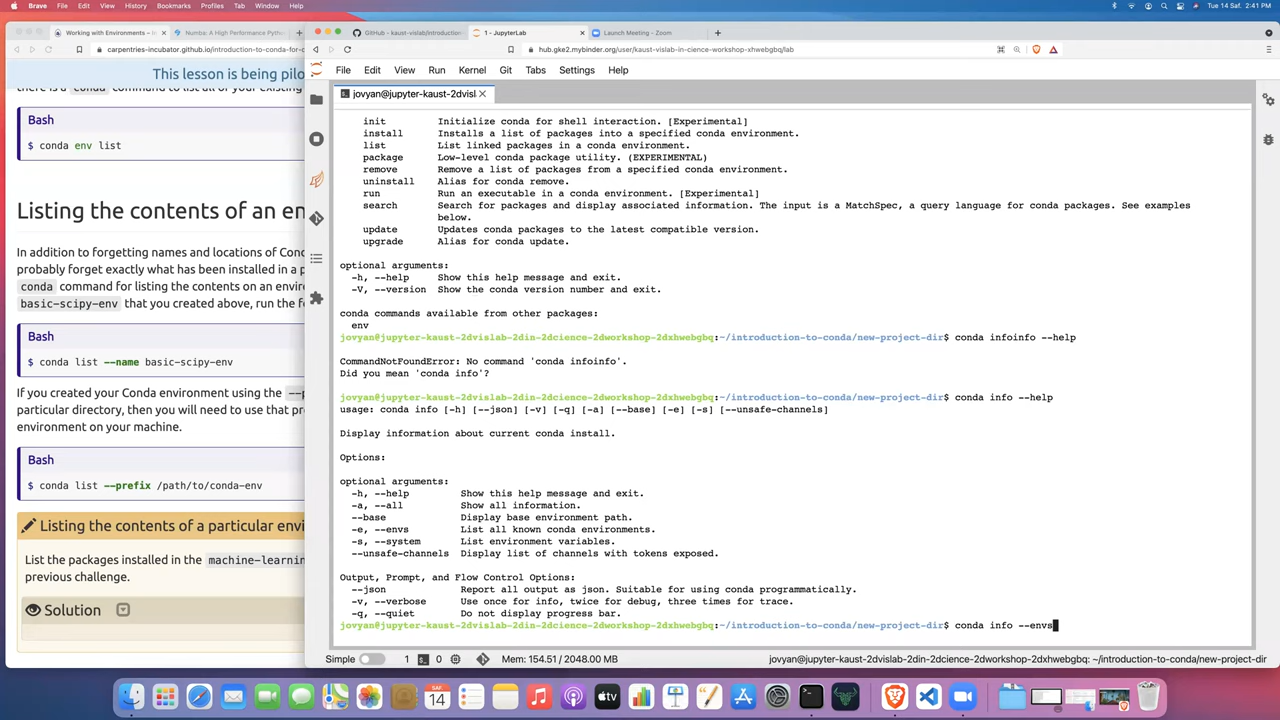 Brave File Edit View History Bookmarks Profiles Tab Window Help
Tue 14 Saf. 2:41 PM
Working with Environments –
Numba: A High Performance Pyth
carpentries-incubator.github.io/introduction-to-conda-for-d
This lesson is being pilo
there is a conda command to list all of your existing
Bash
$ conda env list
Listing the contents of an en
In addition to forgetting names and locations of Cond
probably forget exactly what has been installed in a p
conda command for listing the contents on an environ
basic-scipy-env that you created above, run the fo
Bash
$ conda list --name basic-scipy-env
If you created your Conda environment using the --p
particular directory, then you will need to use that pre
environment on your machine.
Bash
$ conda list --prefix /path/to/conda-env
Listing the contents of a particular envi
List the packages installed in the machine-learnin
previous challenge.
Solution
GitHub - kaust-vislab/introduction-
1 - JupyterLab
Launch Meeting - Zoom
hub.gke2.mybinder.org/user/kaust-vislab-in-cience-workshop-xhwebgbq/lab
File Edit View Run Kernel Git Tabs Settings Help
jovyan@jupyter-kaust-2dvisl
init Initialize conda for shell interaction. [Experimental]
install Installs a list of packages into a specified conda environment.
list List linked packages in a conda environment.
package Low-level conda package utility. (EXPERIMENTAL)
remove Remove a list of packages from a specified conda environment.
uninstall Alias for conda remove.
run Run an executable in a conda environment. [Experimental]
search Search for packages and display associated information. The input is a MatchSpec, a query language for conda packages. See examples
below.
update Updates conda packages to the latest compatible version.
upgrade Alias for conda update.
optional arguments:
-h, --help Show this help message and exit.
-V, --version Show the conda version number and exit.
conda commands available from other packages:
env
jovyan@jupyter-kaust-2dvislab-2din-2dcience-2dworkshop-2dxhwebgbq:~/introduction-to-conda/new-project-dir$ conda infoinfo --help
CommandNotFoundError: No command 'conda infoinfo'.
Did you mean 'conda info'?
jovyan@jupyter-kaust-2dvislab-2din-2dcience-2dworkshop-2dxhwebgbq:~/introduction-to-conda/new-project-dir$ conda info --help
usage: conda info [-h] [--json] [-v] [-q] [-a] [--base] [-e] [-s] [--unsafe-channels]
Display information about current conda install.
Options:
optional arguments:
-h, --help Show this help message and exit.
-a, --all Show all information.
--base Display base environment path.
-e, --envs List all known conda environments.
-s, --system List environment variables.
--unsafe-channels Display list of channels with tokens exposed.
Output, Prompt, and Flow Control Options:
--json Report all output as json. Suitable for using conda programmatically.
-v, --verbose Use once for info, twice for debug, three times for trace.
-q, --quiet Do not display progress bar.
jovyan@jupyter-kaust-2dvislab-2din-2dcience-2dworkshop-2dxhwebgbq:~/introduction-to-conda/new-project-dir$ conda info --envs
Simple 1 0 Mem: 154.51 / 2048.00 MB
jovyan@jupyter-kaust-2dvislab-2din-2dcience-2dworkshop-2dxhwebgbq: ~/introduction-to-conda/new-project-dir